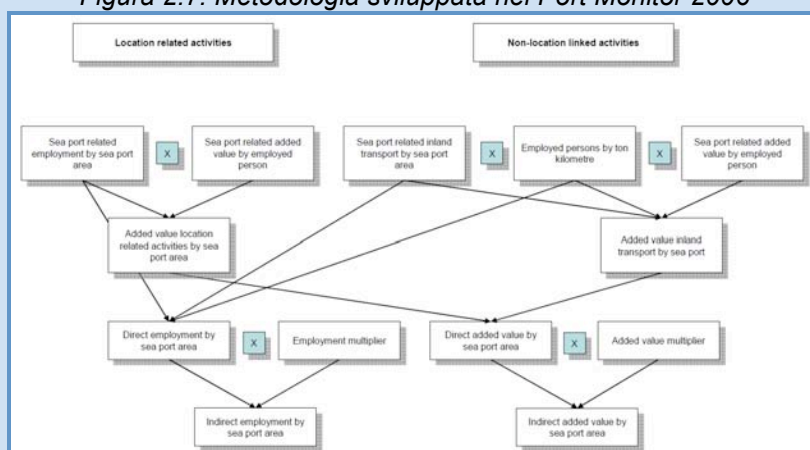 Figura 2.7: Metodologia sviluppata nel Port Monitor 2006
Location related activities
Non-location linked activities
Sea port related
employment by sea port
area
X
Sea port related added
value by employed
person
Sea port related inland
transport by sea port
area
X
Employed persons by ton
kilometre
X
Sea port related added
value by employed person
Added value location
related activities by sea
port area
Added value inland
transport by sea port
Direct employment by
sea port area
X
Employment multiplier
Direct added value by
sea port area
X
Added value multiplier
Indirect employment by
sea port area
Indirect added value by
sea port area